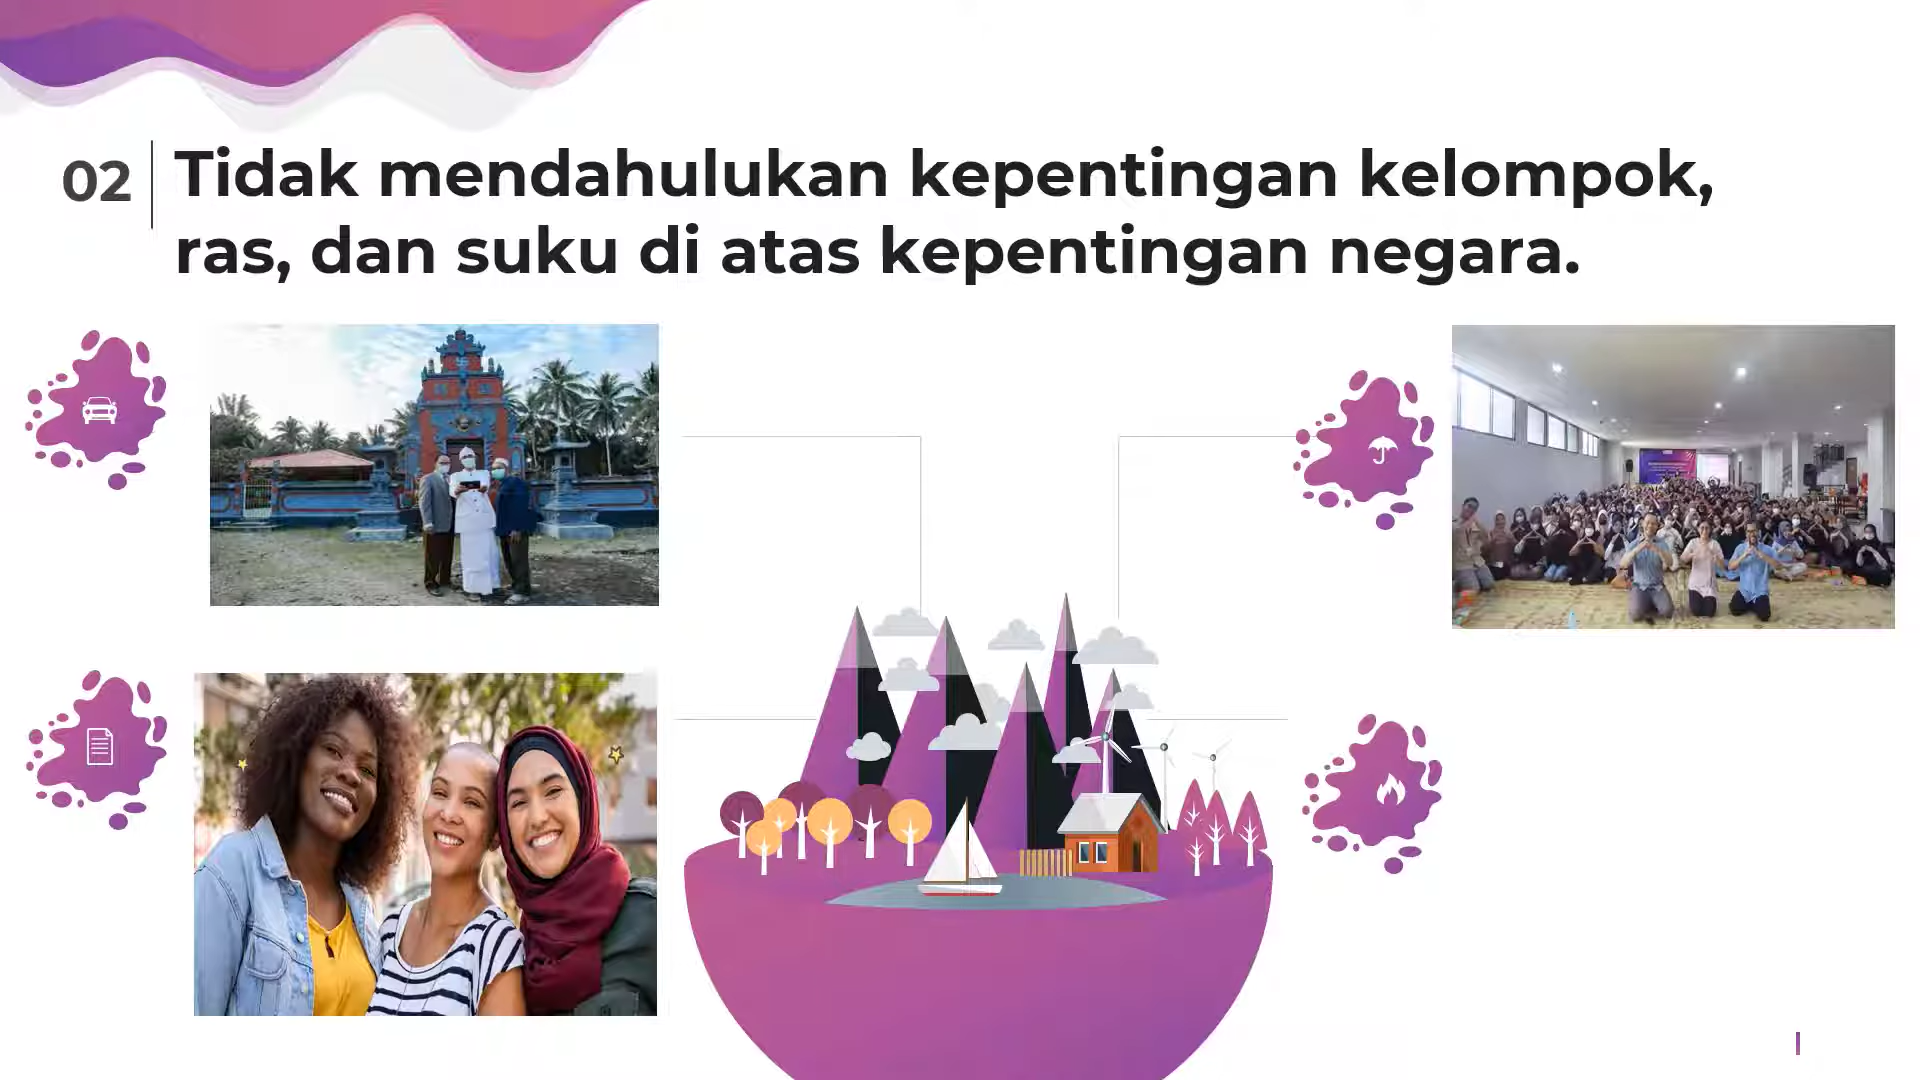 02
Tidak mendahulukan kepentingan kelompok,
ras, dan suku di atas kepentingan negara.